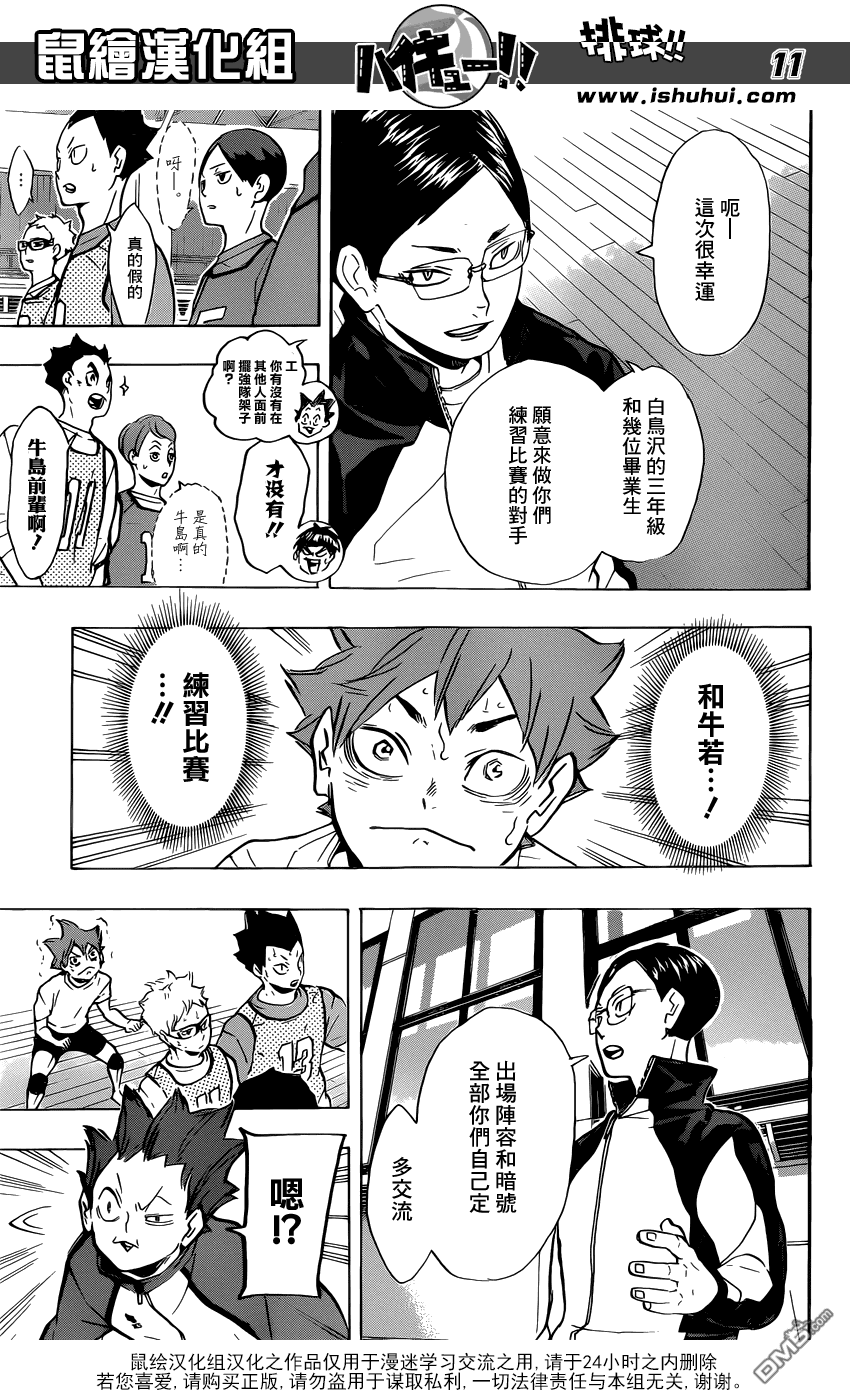 鼠繪漢化組
ハイキュー!!
排球!!
11
www.ishuhui.com
呃—
這次很幸運
白鳥沢的三年級
和幾位畢業生
願意來做你們
練習比賽的對手
呀—。
真的假的
…
工
你有沒有在
其他人面前
擺強隊架子
啊?
才没有!!
牛島前輩啊!
是真的
牛島啊…
11
1
和牛若…!
練習比賽
…!!
出場陣容和暗號
全部你們自己定
多交流
13
嗯!?
DM5.COM
鼠绘汉化组汉化之作品仅用于漫迷学习交流之用, 请于24小时之内删除
若您喜爱, 请购买正版, 请勿盗用于谋取私利, 一切法律责任与本组无关, 谢谢.